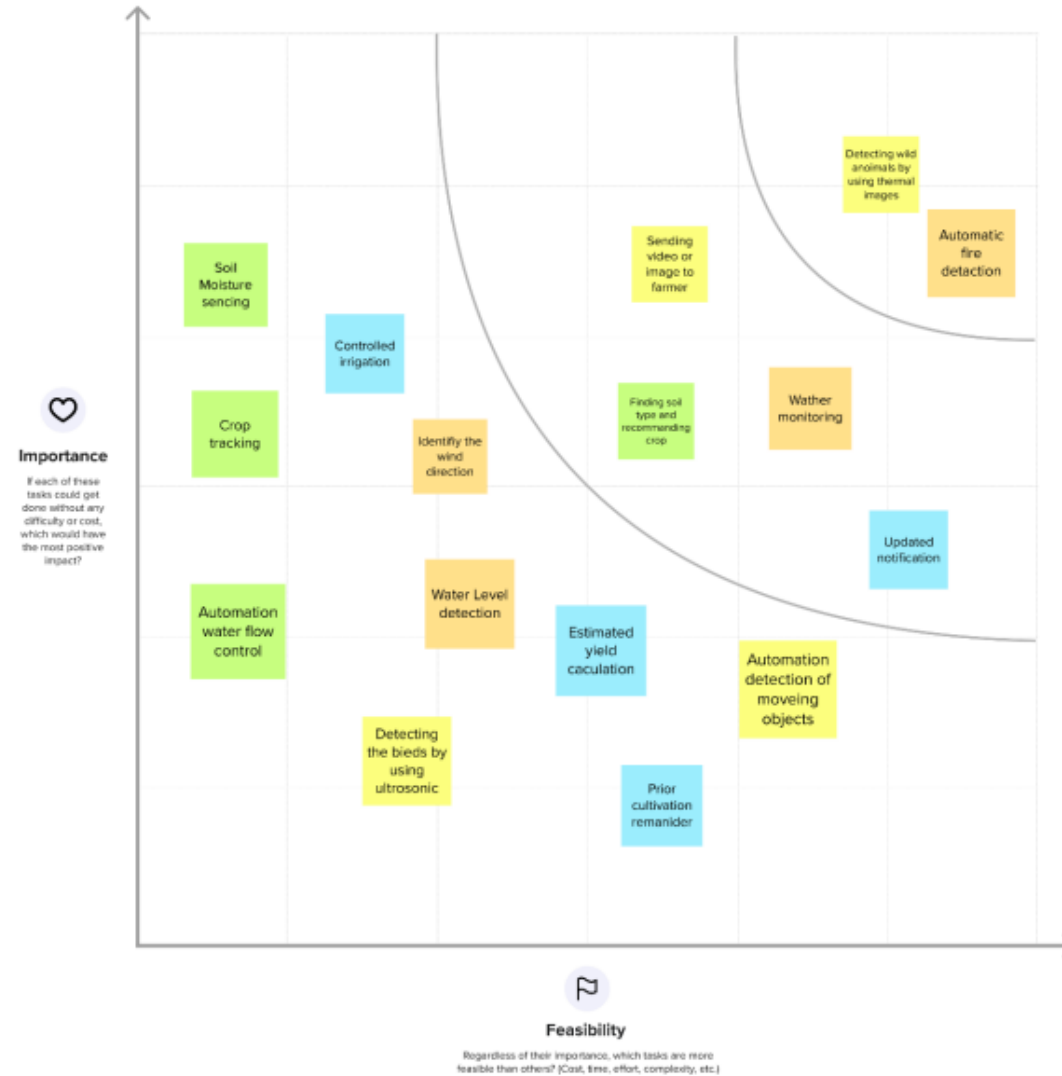 Detecting wild
anoimals by
using thermal
images
Automatic
fire
detaction
Sending
video or
image to
farmer
Soil
Moisture
sencing
Controlled
irrigation
Finding soil
type and
recommanding
crop
Wather
monitoring
Crop
tracking
Identifiy the
wind
direction
Importance
If each of these
tasks could get
done without any
difficulty or cost,
which would have
the most positive
impact?
Updated
notification
Automation
water flow
control
Water Level
detection
Estimated
yield
caculation
Automation
detection of
moveing
objects
Detecting
the bieds by
using
ultrosonic
Prior
cultivation
remanider
Feasibility
Regardless of their importance, which tasks are more
feasible than others? (Cost, time, effort, complexity, etc.)